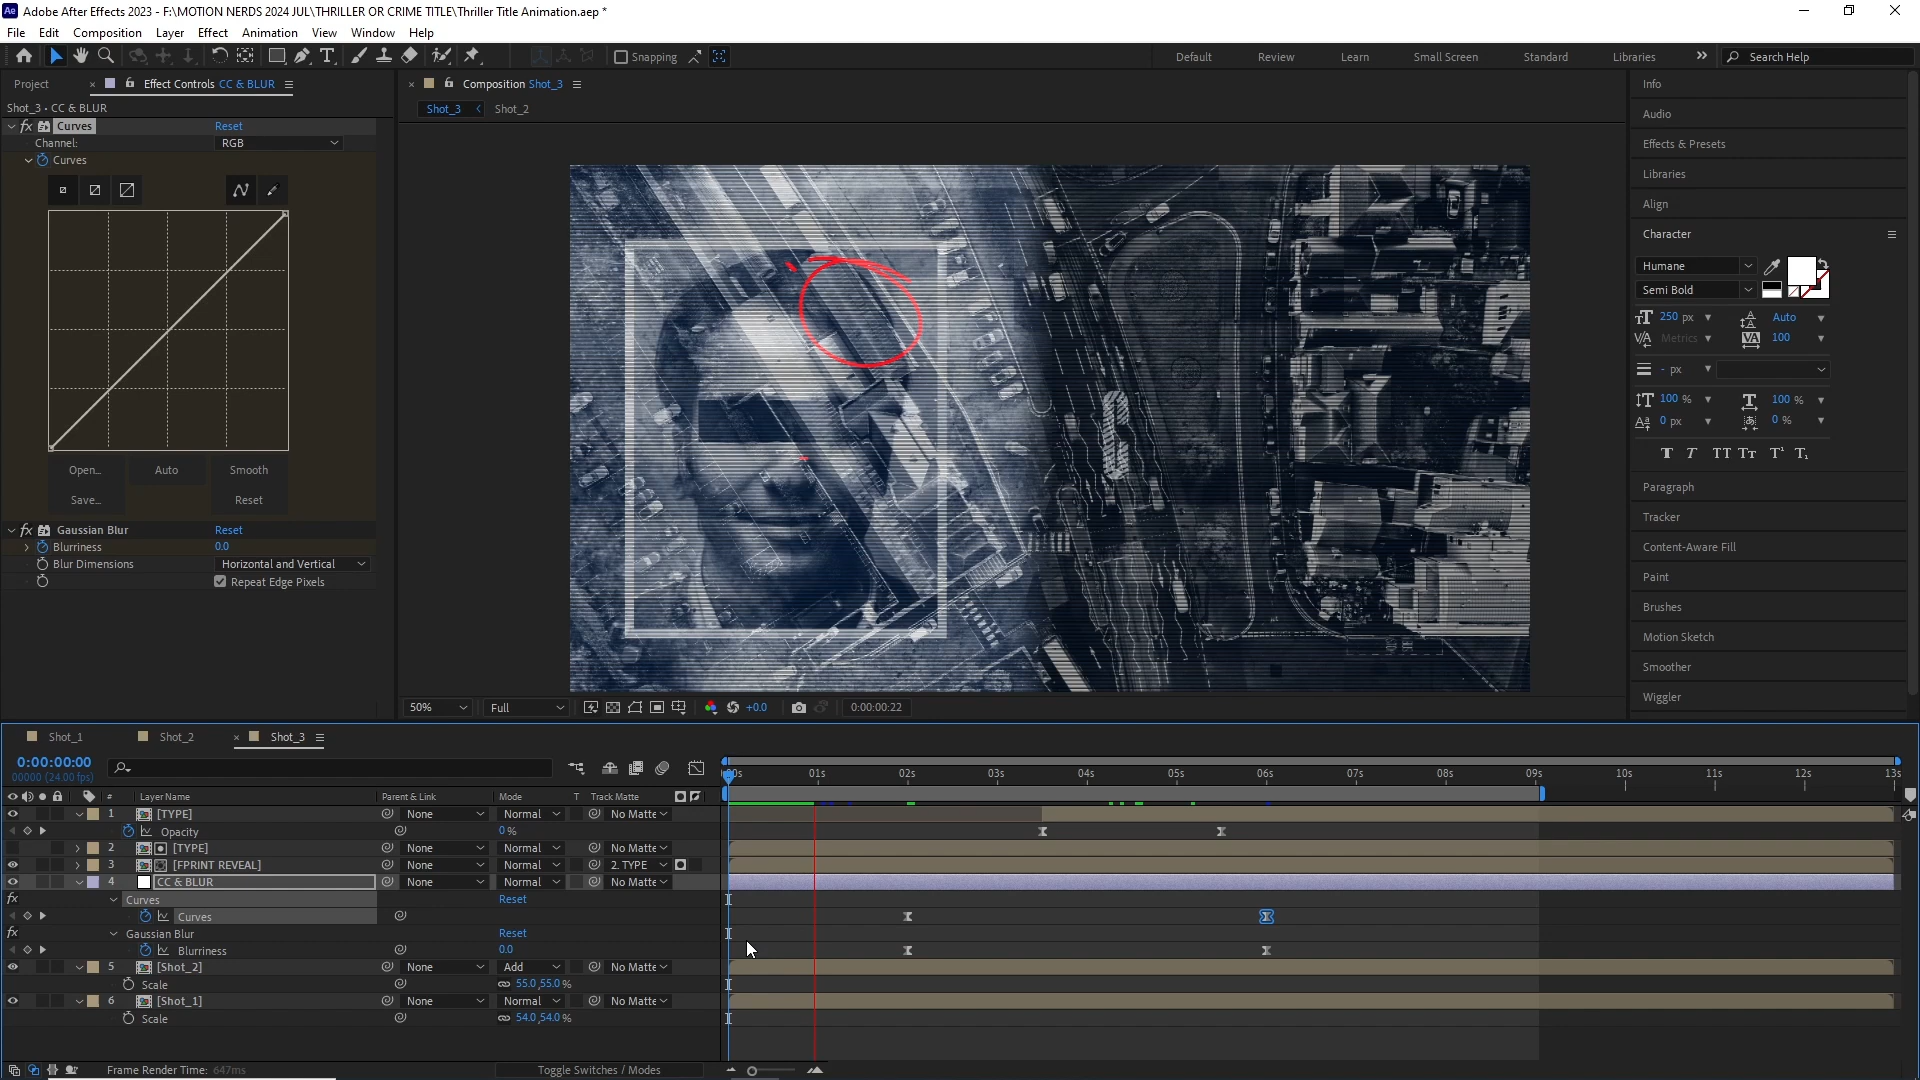 Adobe After Effects 2023 - F:\MOTION NERDS 2024 JUL\THRILLER OR CRIME TITLE\Thriller Title Animation.aep *
File Edit Composition Layer Effect Animation View Window Help
Snapping
Default Review Learn Small Screen Standard Libraries Search Help
Project
Effect Controls CC & BLUR
Composition Shot_3
Shot_3 • CC & BLUR
Shot_3 Shot_2
fx Curves Reset
Channel: RGB
Curves
Open... Auto Smooth
Save... Reset
fx Gaussian Blur Reset
Blurriness 0.0
Blur Dimensions Horizontal and Vertical
Repeat Edge Pixels
50% Full +0.0 0:00:00:22
Info
Audio
Effects & Presets
Libraries
Align
Character
Humane
Semi Bold
250 px Auto
Metrics 100
- px
100 % 100 %
0 px 0 %
T T TT Tt T¹ T₁
Paragraph
Tracker
Content-Aware Fill
Paint
Brushes
Motion Sketch
Smoother
Wiggler
Shot_1 Shot_2 Shot_3
0:00:00:00
00000 (24.00 fps)
00s 01s 02s 03s 04s 05s 06s 07s 08s 09s 10s 11s 12s 13s
# Layer Name Parent & Link Mode T Track Matte
1 [TYPE] None Normal No Matte
Opacity 0 %
2 [TYPE] None Normal No Matte
3 [FPRINT REVEAL] None Normal 2. TYPE
4 CC & BLUR None Normal No Matte
fx Curves Reset
Curves
fx Gaussian Blur Reset
Blurriness 0.0
5 [Shot_2] None Add No Matte
Scale 55.0,55.0 %
6 [Shot_1] None Normal No Matte
Scale 54.0,54.0 %
Frame Render Time: 647ms Toggle Switches / Modes